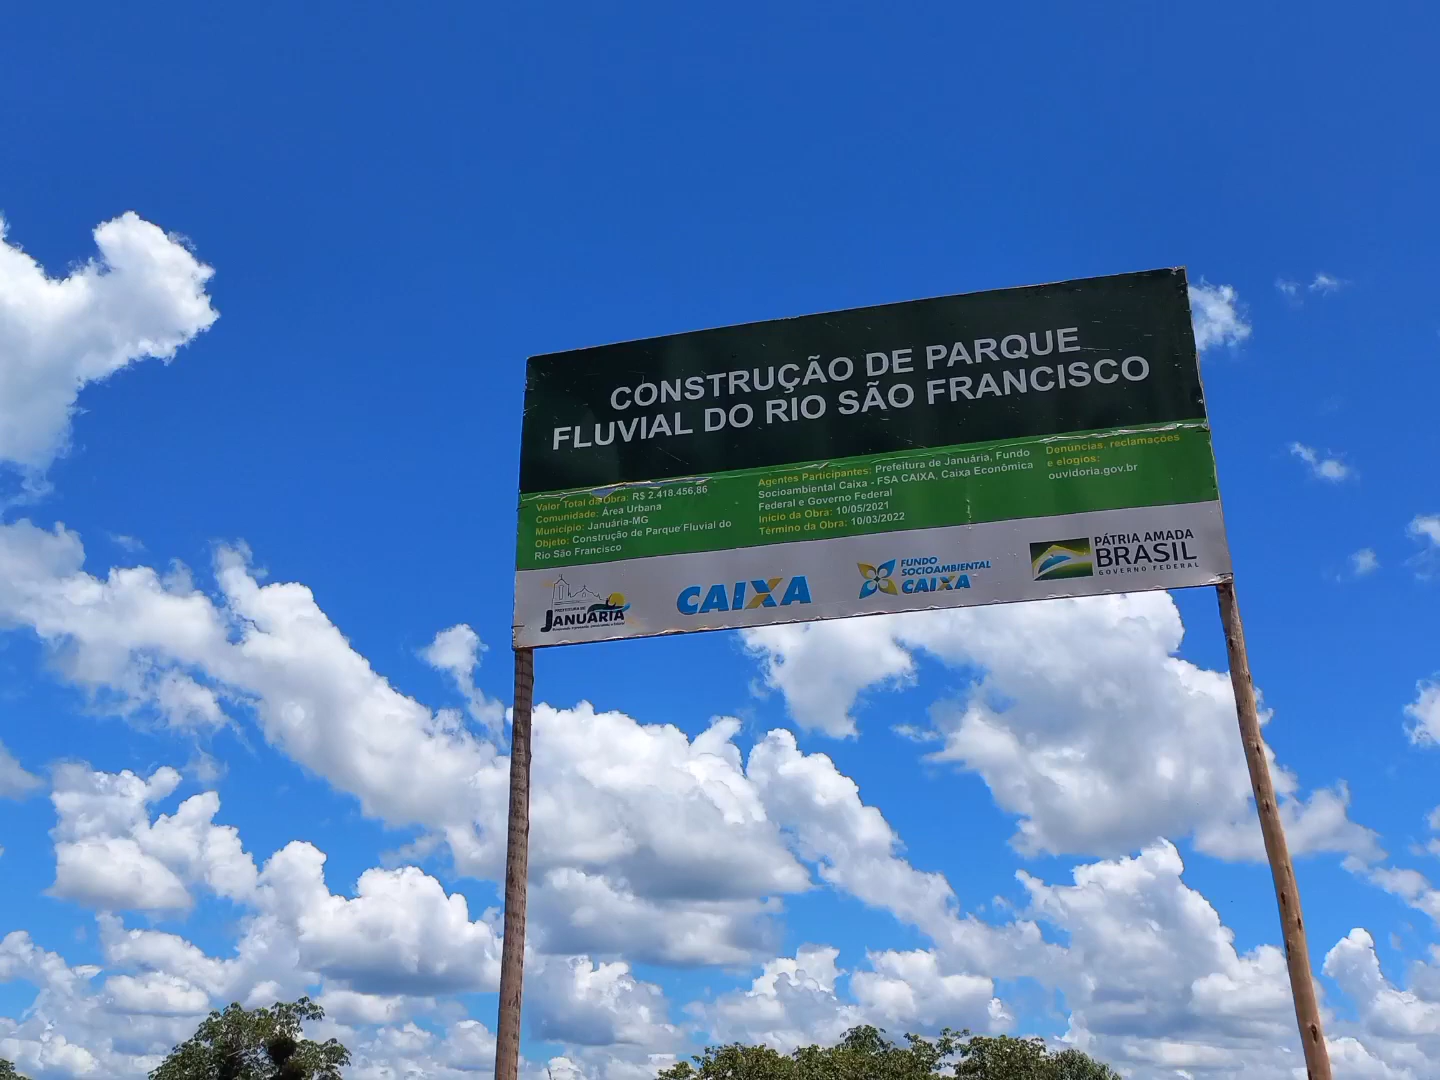 CONSTRUÇÃO DE PARQUE
FLUVIAL DO RIO SÃO FRANCISCO
Valor Total da Obra: R$ 2.418.456,86
Comunidade: Área Urbana
Município: Januária-MG
Objeto: Construção de Parque Fluvial do
Rio São Francisco
Agentes Participantes: Prefeitura de Januária, Fundo
Socioambiental Caixa - FSA CAIXA, Caixa Econômica
Federal e Governo Federal
Início da Obra: 10/05/2021
Término da Obra: 10/03/2022
Denúncias, reclamações
e elogios:
ouvidoria.gov.br
PREFEITURA DE
JANUÁRIA
CAIXA
FUNDO
SOCIOAMBIENTAL
CAIXA
PÁTRIA AMADA
BRASIL
GOVERNO FEDERAL